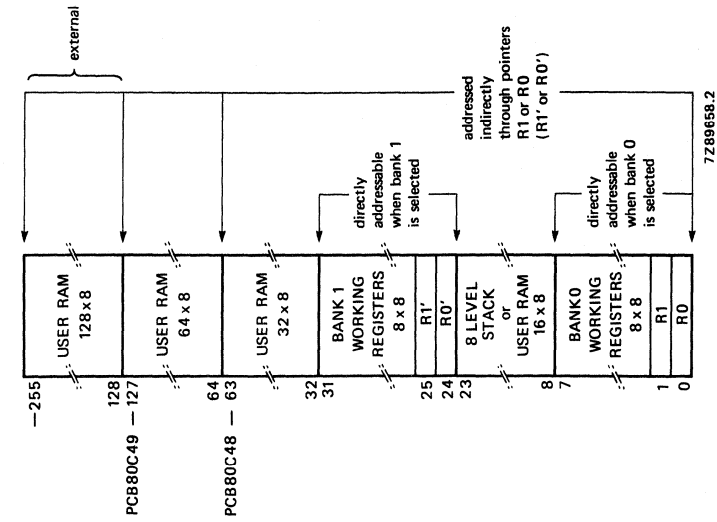 external
—255
USER RAM
128 x 8
128
PCB80C49 — 127
USER RAM
64 x 8
64
PCB80C48 — 63
USER RAM
32 x 8
32
31
BANK 1
WORKING
REGISTERS
8 x 8
directly
addressable
when bank 1
is selected
25
R1'
24
R0'
23
8 LEVEL
STACK
or
USER RAM
16 x 8
addressed
indirectly
through pointers
R1 or R0
(R1' or R0')
8
7
BANK0
WORKING
REGISTERS
8 x 8
directly
addressable
when bank 0
is selected
1
R1
0
R0
7Z89658.2